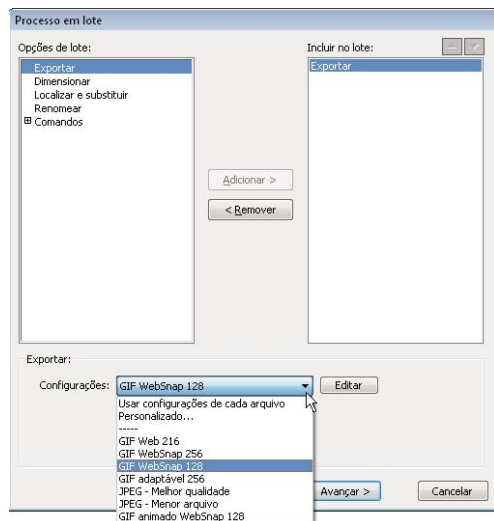 Processo em lote
Opções de lote:
Exportar
Dimensionar
Localizar e substituir
Renomear
Comandos
Incluir no lote:
Exportar
Adicionar >
< Remover
Exportar:
Configurações: GIF WebSnap 128 Editar
Usar configurações de cada arquivo
Personalizado...
-----
GIF Web 216
GIF WebSnap 256
GIF WebSnap 128
GIF adaptável 256
JPEG - Melhor qualidade
JPEG - Menor arquivo
GIF animado WebSnap 128
Avançar > Cancelar